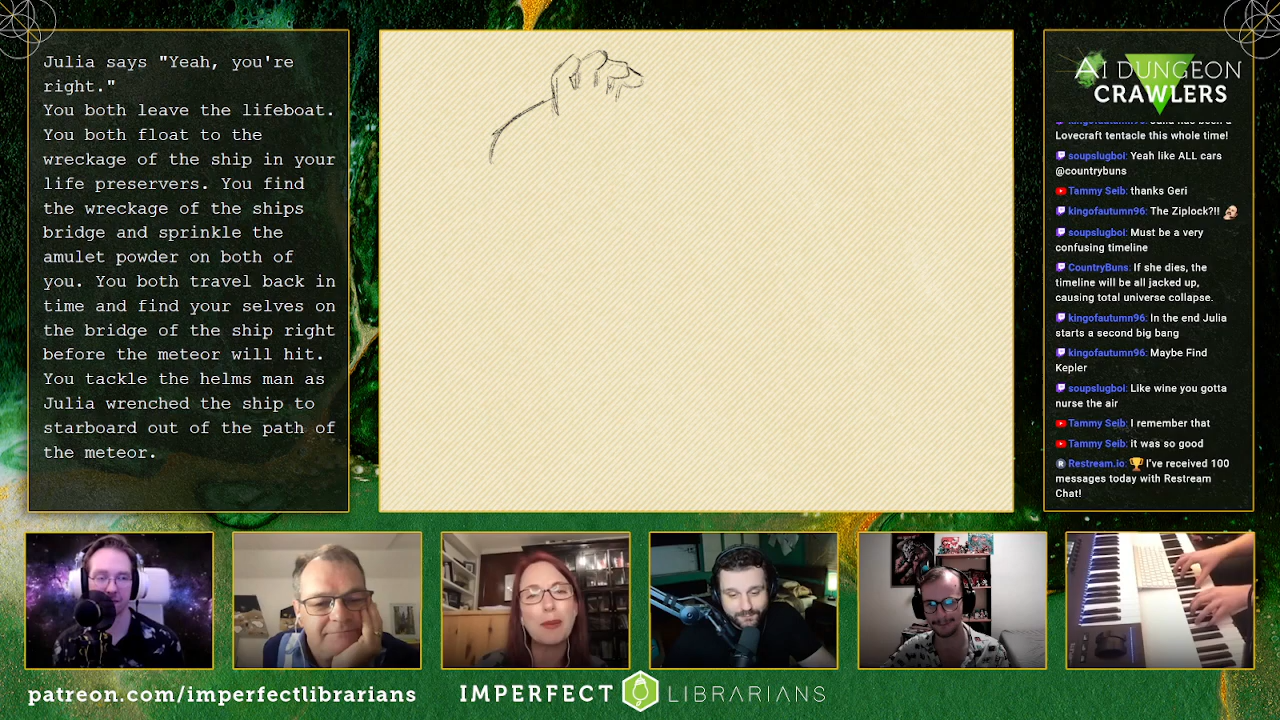 Julia says "Yeah, you're
right."
You both leave the lifeboat.
You both float to the
wreckage of the ship in your
life preservers. You find
the wreckage of the ships
bridge and sprinkle the
amulet powder on both of
you. You both travel back in
time and find your selves on
the bridge of the ship right
before the meteor will hit.
You tackle the helms man as
Julia wrenched the ship to
starboard out of the path of
the meteor.
AI DUNGEON
CRAWLERS
Lovecraft tentacle this whole time!
soupslugboi: Yeah like ALL cars
@countrybuns
Tammy Seib: thanks Geri
kingofautumn96: The Ziplock?!!
soupslugboi: Must be a very
confusing timeline
CountryBuns: If she dies, the
timeline will be all jacked up,
causing total universe collapse.
kingofautumn96: In the end Julia
starts a second big bang
kingofautumn96: Maybe Find
Kepler
soupslugboi: Like wine you gotta
nurse the air
Tammy Seib: I remember that
Tammy Seib: it was so good
Restream.io: 🏆 I've received 100
messages today with Restream
Chat!
patreon.com/imperfectlibrarians
IMPERFECT LIBRARIANS